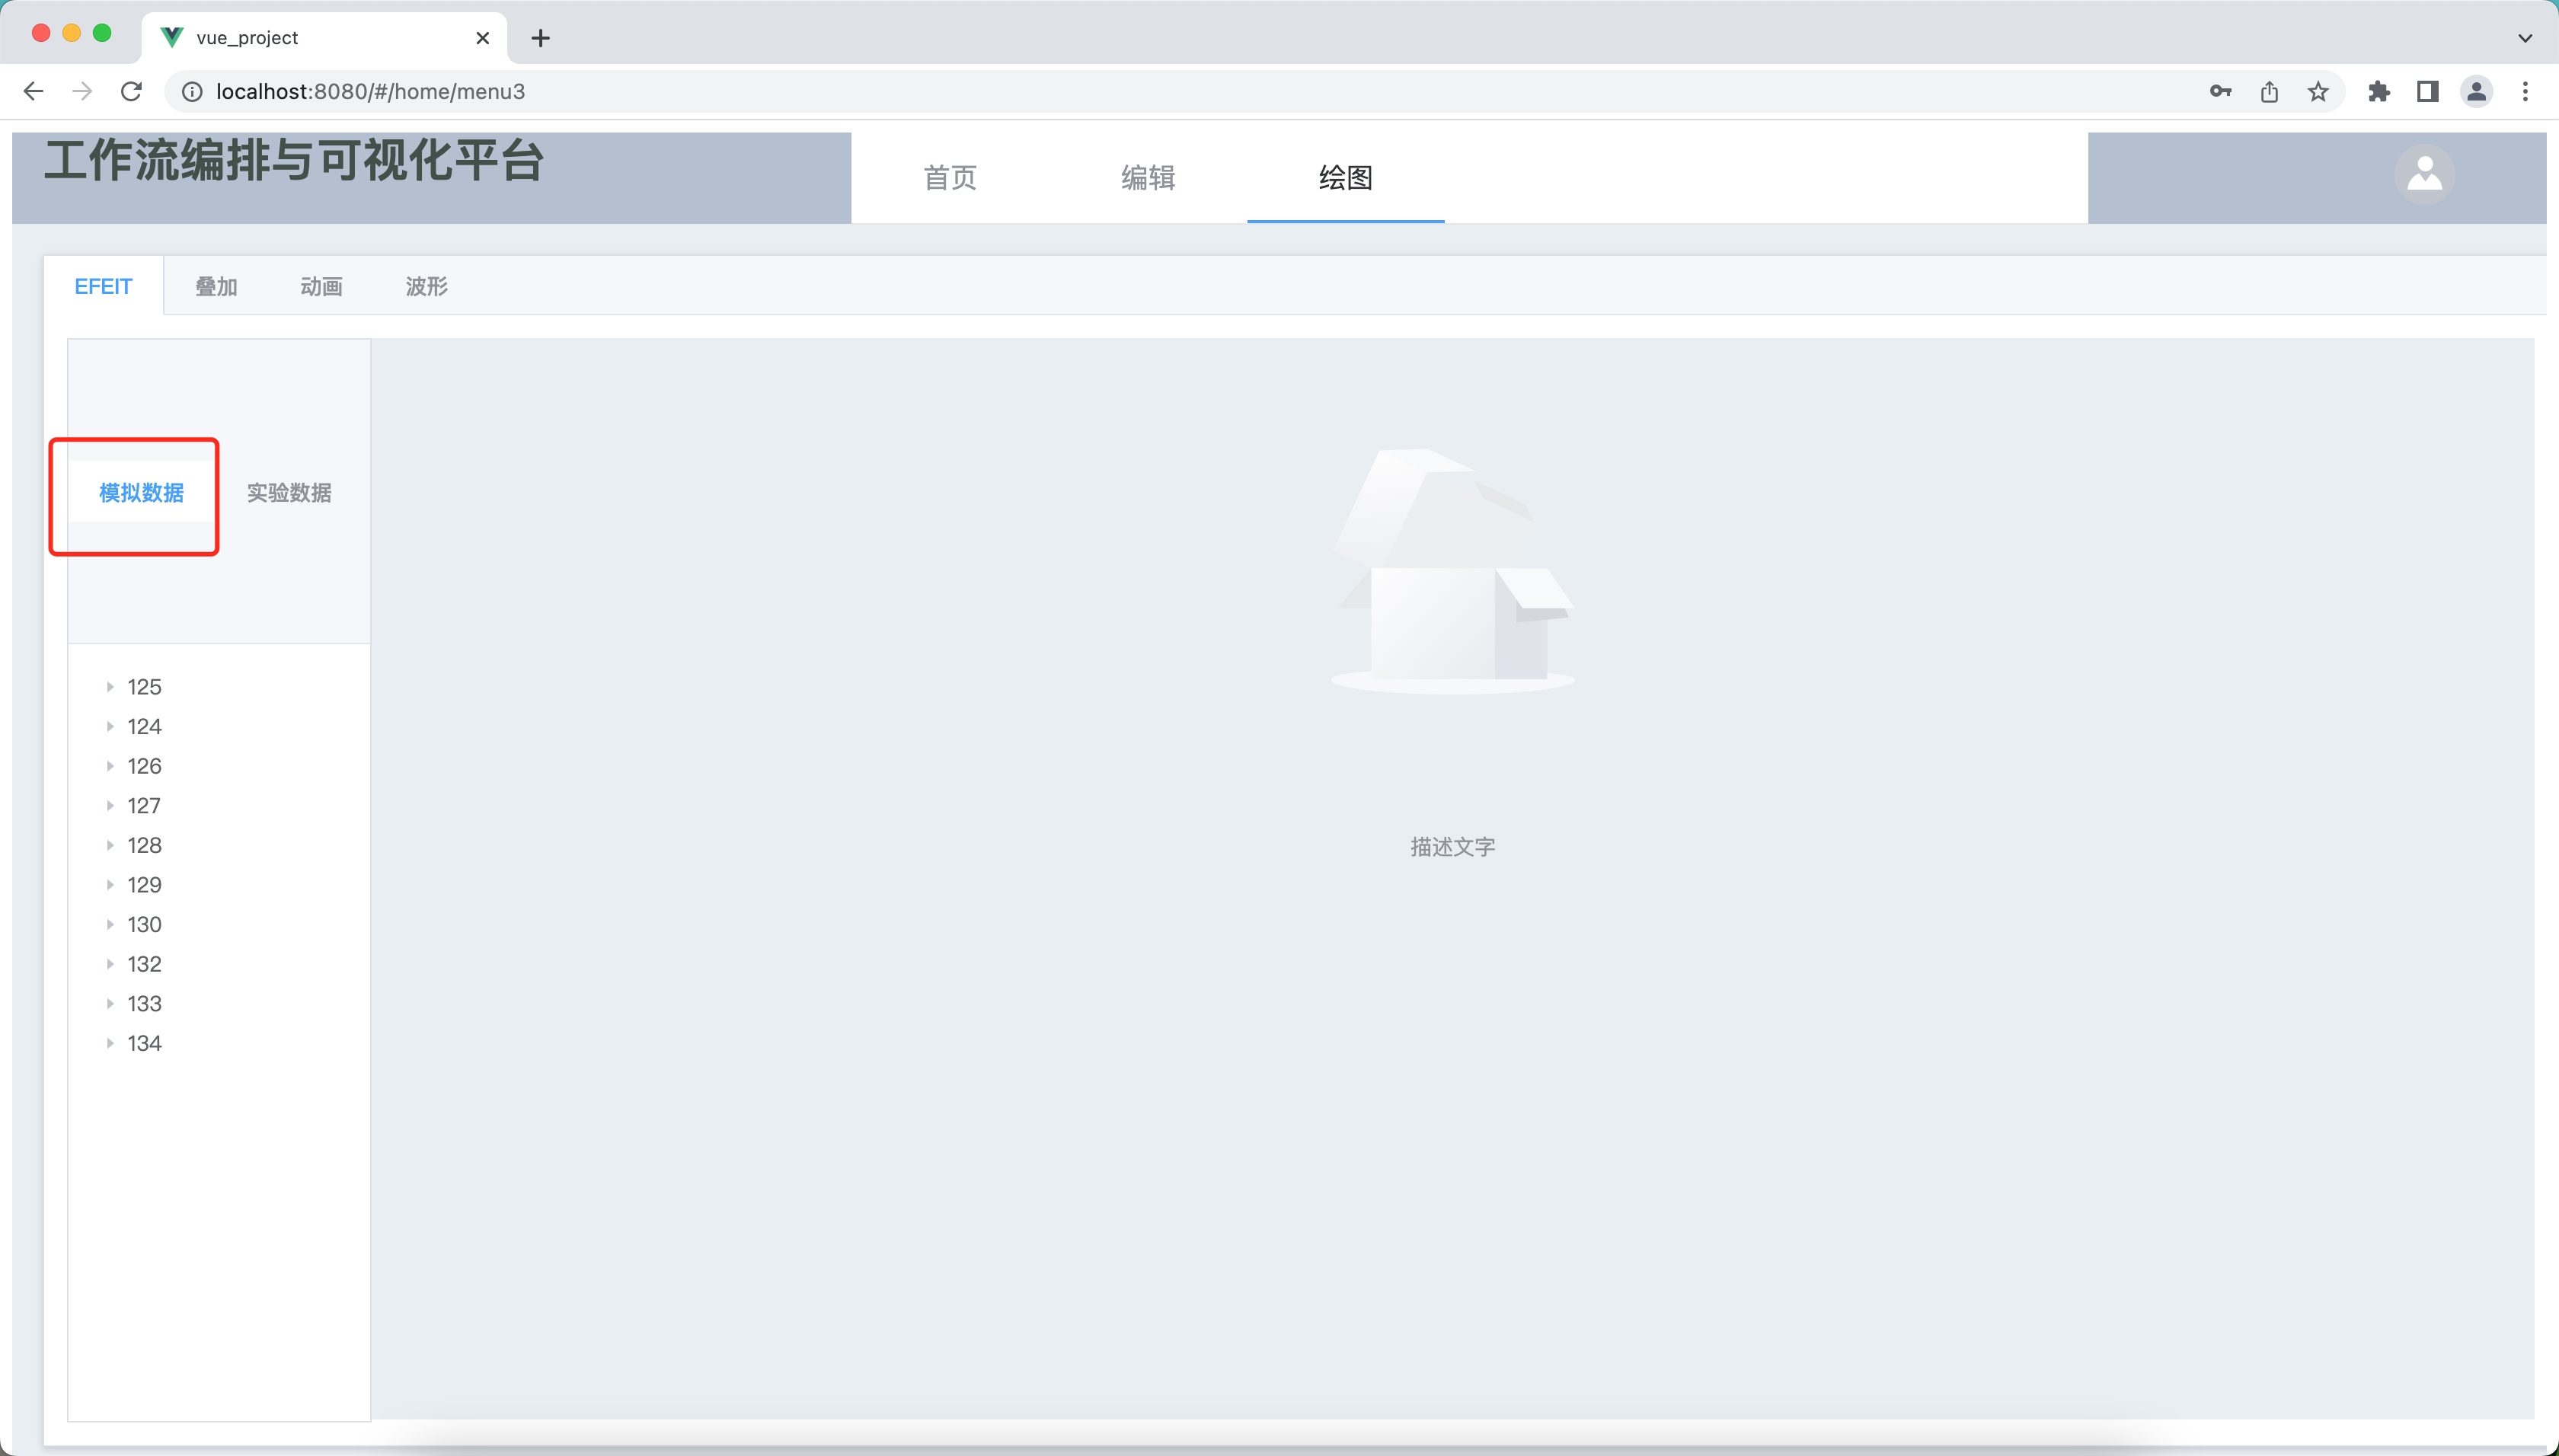 vue_project
localhost:8080/#/home/menu3
工作流编排与可视化平台
首页 编辑 绘图
EFEIT 叠加 动画 波形
模拟数据 实验数据
125
124
126
127
128
129
130
132
133
134
描述文字